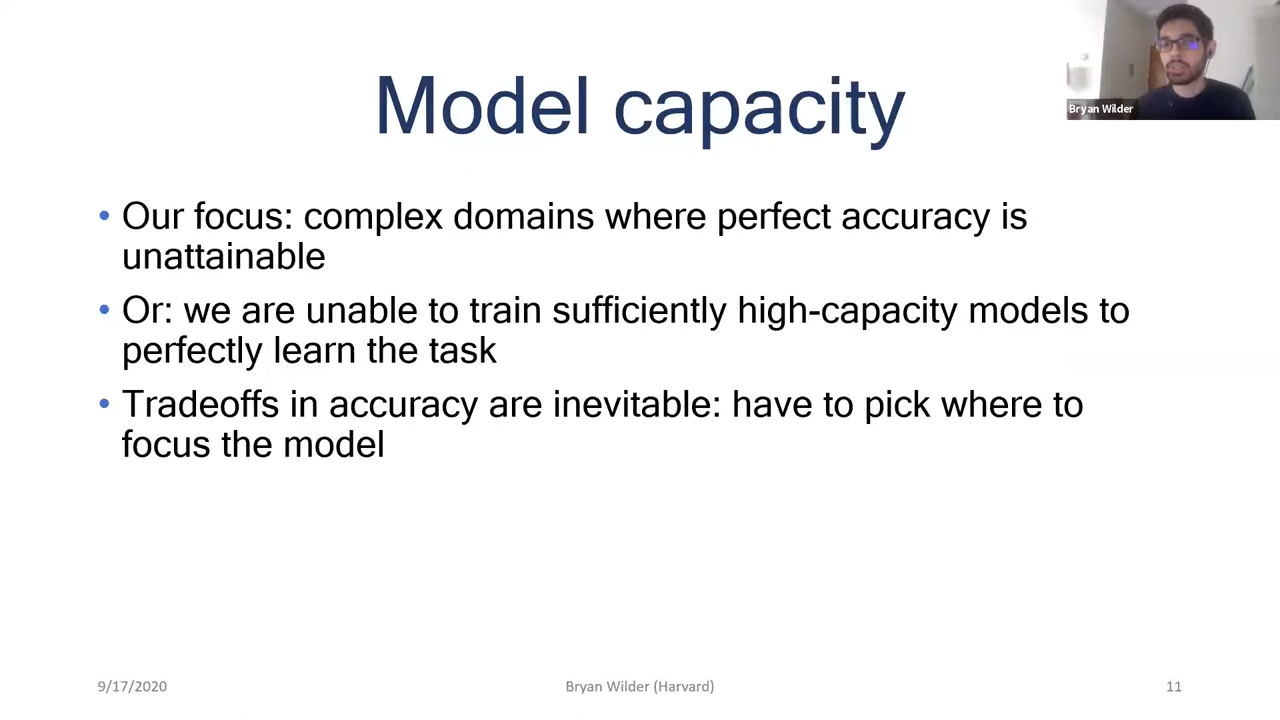 Model capacity
Bryan Wilder
• Our focus: complex domains where perfect accuracy is
unattainable
• Or: we are unable to train sufficiently high-capacity models to
perfectly learn the task
• Tradeoffs in accuracy are inevitable: have to pick where to
focus the model
9/17/2020
Bryan Wilder (Harvard)
11